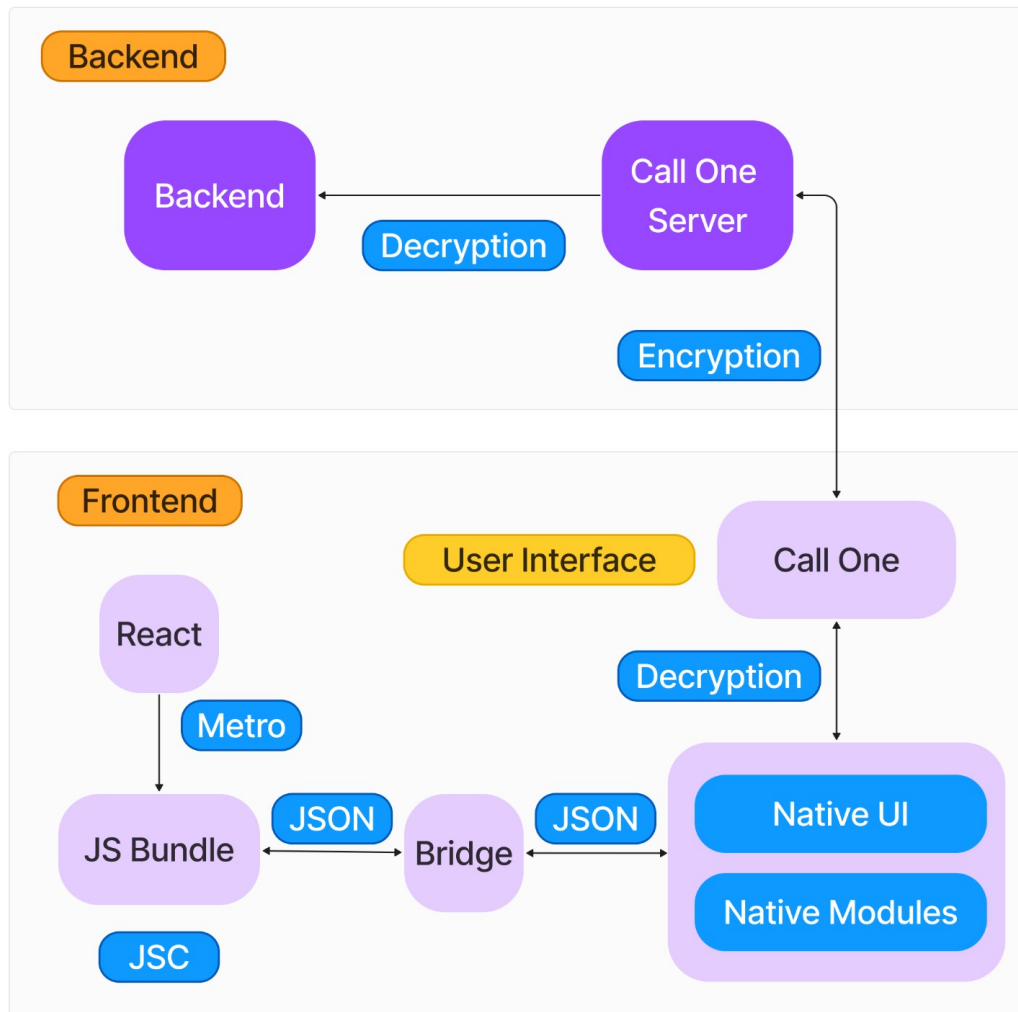 Backend
Backend
Call One
Server
Decryption
Encryption
Frontend
User Interface
Call One
React
Decryption
Metro
JSON
JSON
JS Bundle
Bridge
Native UI
Native Modules
JSC